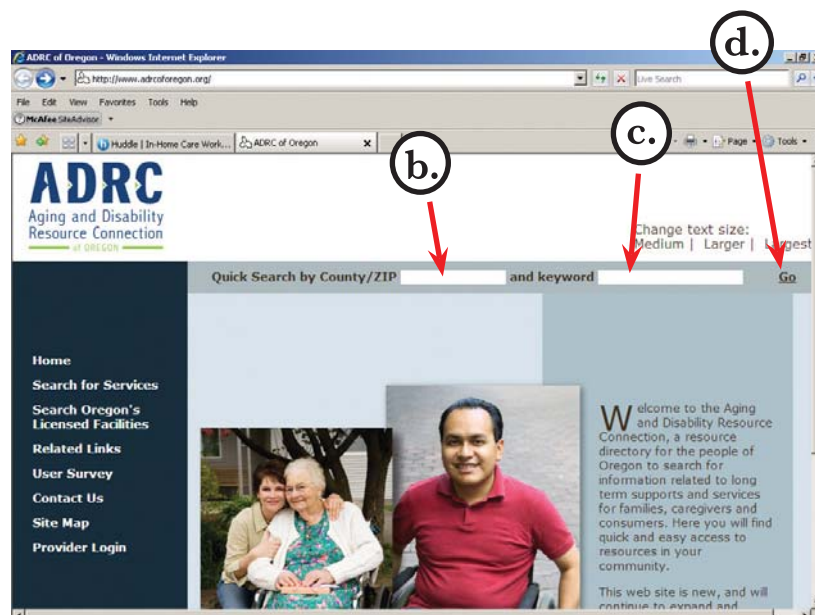 d.
ADRC of Oregon - Windows Internet Explorer
http://www.adrcoforegon.org/
Live Search
File Edit View Favorites Tools Help
McAfee SiteAdvisor
Huddle | In-Home Care Work... ADRC of Oregon
Page Tools
b.
c.
ADRC
Aging and Disability
Resource Connection
of OREGON
Change text size:
Medium | Larger | Largest
Quick Search by County/ZIP and keyword Go
Home
Search for Services
Search Oregon's
Licensed Facilities
Related Links
User Survey
Contact Us
Site Map
Provider Login
Welcome to the Aging
and Disability Resource
Connection, a resource
directory for the people of
Oregon to search for
information related to long
term supports and services
for families, caregivers and
consumers. Here you will find
quick and easy access to
resources in your
community.
This web site is new, and will
continue to expand and